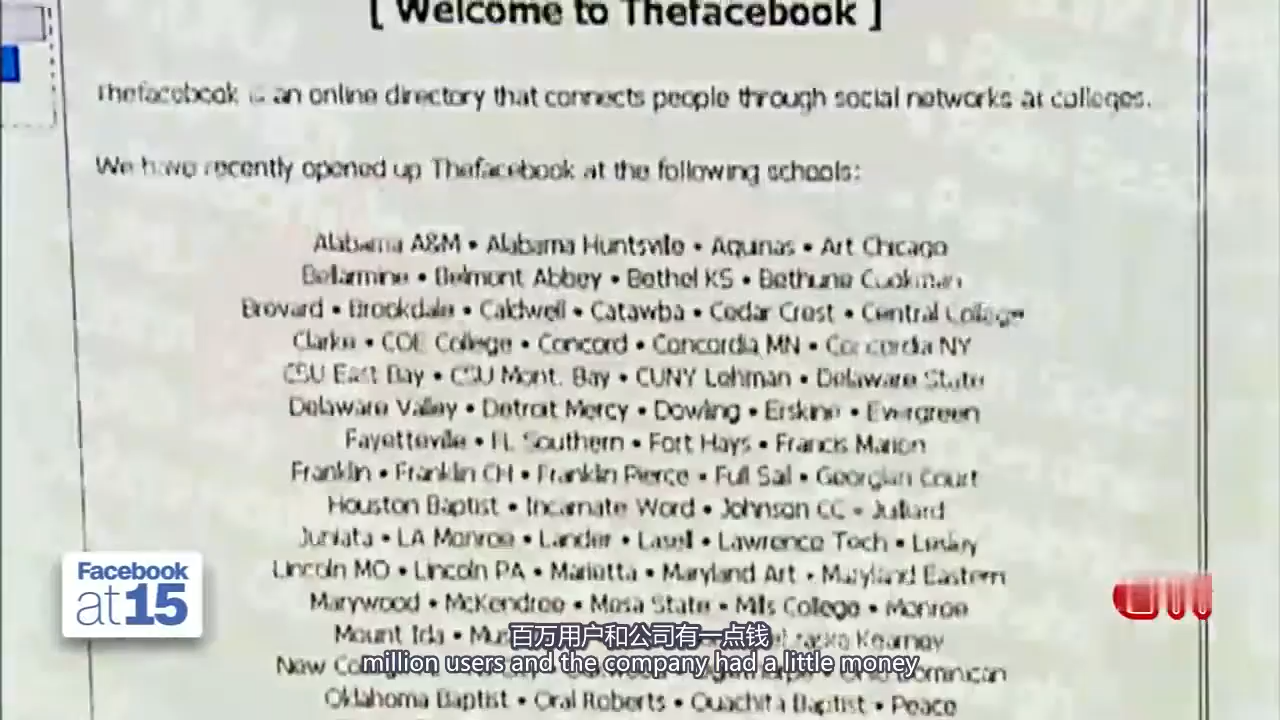 [ Welcome to Thefacebook ]
Thefacebook is an online directory that connects people through social networks at colleges.
We have recently opened up Thefacebook at the following schools:
Alabama A&M • Alabama Huntsville • Aquinas • Art Chicago
Bellarmine • Belmont Abbey • Bethel KS • Bethune Cookman
Brevard • Brookdale • Caldwell • Catawba • Cedar Crest • Central College
Clarke • COE College • Concord • Concordia MN • Concordia NY
CSU East Bay • CSU Mont. Bay • CUNY Lehman • Delaware State
Delaware Valley • Detroit Mercy • Dowling • Erskine • Evergreen
Fayetteville • FL Southern • Fort Hays • Francis Marion
Franklin • Franklin CH • Franklin Pierce • Full Sail • Georgian Court
Houston Baptist • Incarnate Word • Johnson CC • Juilliard
Juniata • LA Monroe • Lander • Lasell • Lawrence Tech • Lesley
Lincoln MO • Lincoln PA • Marietta • Maryland Art • Maryland Eastern
Marywood • McKendree • Mesa State • Mills College • Monroe
Mount Ida • Kearney
New Dominican
Oklahoma Baptist • Oral Roberts • Ouachita Baptist • Peace
Facebook
at15
百万用户和公司有一点钱
million users and the company had a little money